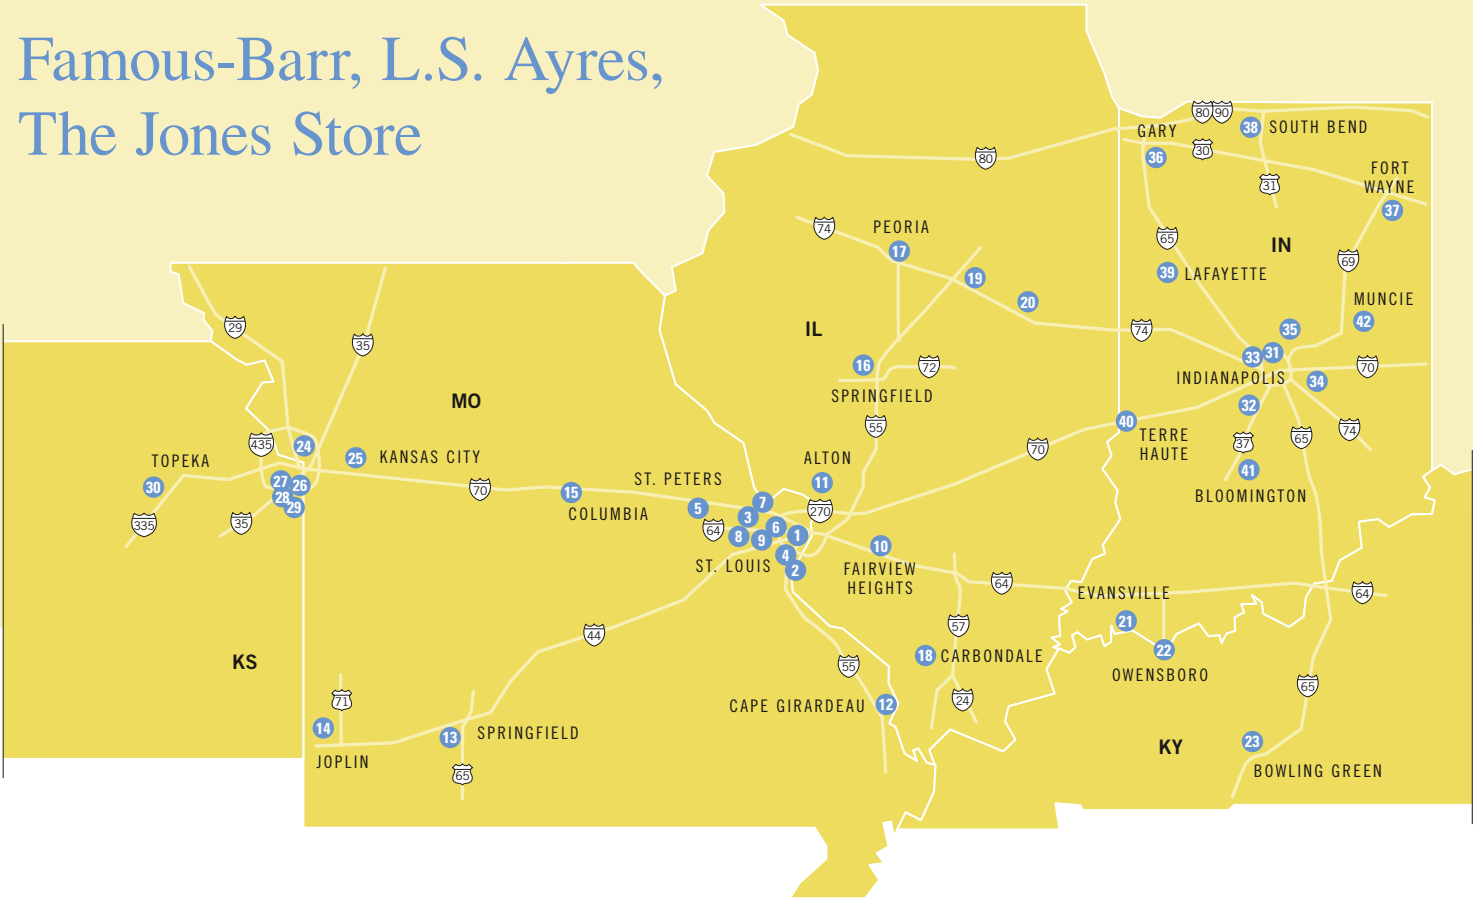 Famous-Barr, L.S. Ayres,
The Jones Store
80 90
38 SOUTH BEND
GARY
36
30
80
31
FORT
WAYNE
37
74
PEORIA
17
65
IN
69
39 LAFAYETTE
19
20
MUNCIE
42
29
35
IL
74
35
33 31
INDIANAPOLIS
34
70
16
72
SPRINGFIELD
MO
32
55
40
TERRE
HAUTE
37
65
74
435
24
25 KANSAS CITY
TOPEKA
30
27 26
28
29
335
35
70
15
COLUMBIA
ST. PETERS
5
64
7
3
6
8
9
1
4
2
ST. LOUIS
ALTON
11
270
70
41
BLOOMINGTON
10
FAIRVIEW
HEIGHTS
64
EVANSVILLE
21
64
44
57
22
OWENSBORO
KS
55
18 CARBONDALE
65
71
CAPE GIRARDEAU 12
24
14
JOPLIN
13 SPRINGFIELD
65
KY
23
BOWLING GREEN